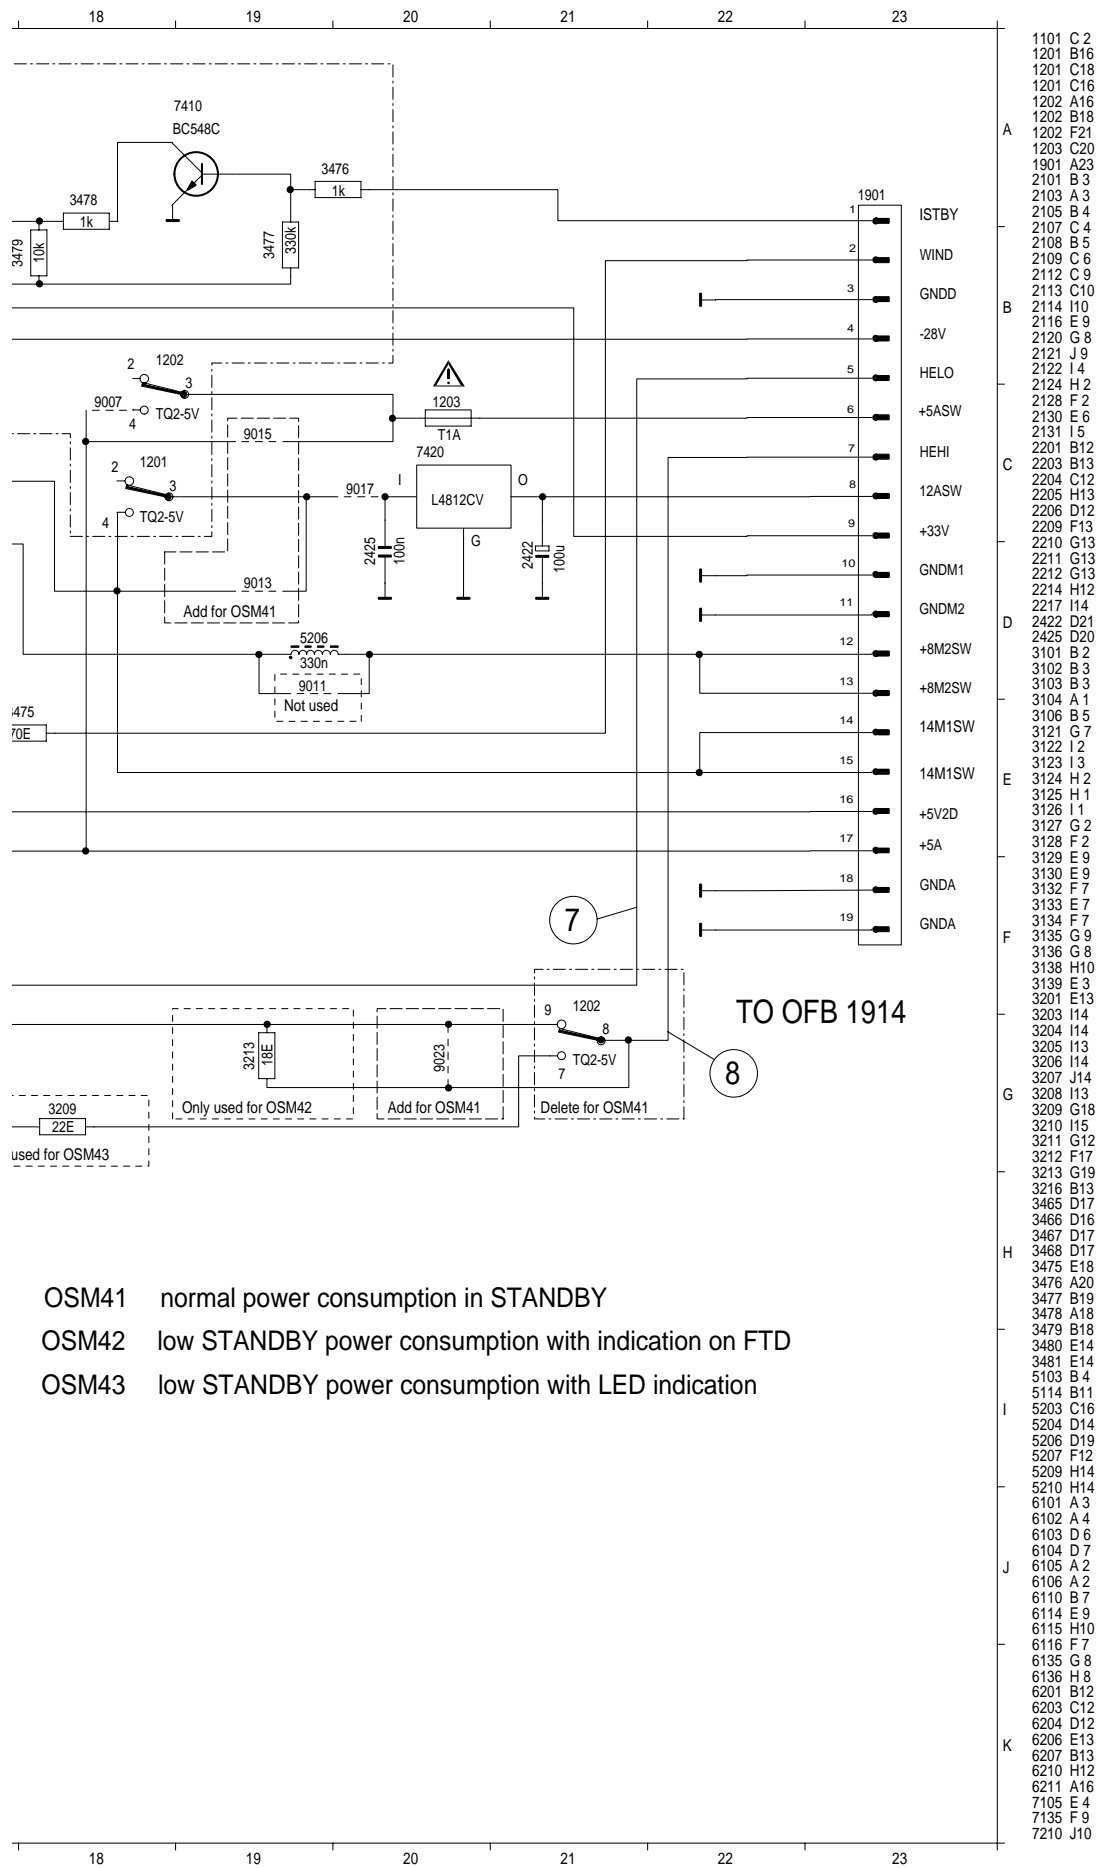 18 19 20 21 22 23
7410
BC548C
3476
1k
3478
1k
3479
10k
3477
330k
A
B
C
D
E
F
G
H
I
J
K
1901
1 ISTBY
2 WIND
3 GNDD
4 -28V
5 HELO
6 +5ASW
7 HEHI
8 12ASW
9 +33V
10 GNDM1
11 GNDM2
12 +8M2SW
13 +8M2SW
14 14M1SW
15 14M1SW
16 +5V2D
17 +5A
18 GNDA
19 GNDA
2 1202
3
9007
4 TQ2-5V
9015
1203
T1A
2 1201
3
4 TQ2-5V
9017
7420
I L4812CV O
G
2425
100n
2422
100u
9013
Add for OSM41
5206
330n
9011
Not used
3475
70E
7
TO OFB 1914
9 1202
8
TQ2-5V
7
8
3213
18E
9023
Only used for OSM42
Add for OSM41
Delete for OSM41
3209
22E
used for OSM43
OSM41 normal power consumption in STANDBY
OSM42 low STANDBY power consumption with indication on FTD
OSM43 low STANDBY power consumption with LED indication
1101 C 2
1201 B16
1201 C18
1201 C16
1202 A16
1202 B18
1202 F21
1203 C20
1901 A23
2101 B 3
2103 A 3
2105 B 4
2107 C 4
2108 B 5
2109 C 6
2112 C 9
2113 C10
2114 I10
2116 E 9
2120 G 8
2121 J 9
2122 I 4
2124 H 2
2128 F 2
2130 E 6
2131 I 5
2201 B12
2203 B13
2204 C12
2205 H13
2206 D12
2209 F13
2210 G13
2211 G13
2212 G13
2214 H12
2217 I14
2422 D21
2425 D20
3101 B 2
3102 B 3
3103 B 3
3104 A 1
3106 B 5
3121 G 7
3122 I 2
3123 I 3
3124 H 2
3125 H 1
3126 I 1
3127 G 2
3128 F 2
3129 E 9
3130 E 9
3132 F 7
3133 E 7
3134 F 7
3135 G 9
3136 G 8
3138 H10
3139 E 3
3201 E13
3203 I14
3204 I14
3205 I13
3206 I14
3207 J14
3208 I13
3209 G18
3210 I15
3211 G12
3212 F17
3213 G19
3216 B13
3465 D17
3466 D16
3467 D17
3468 D17
3475 E18
3476 A20
3477 B19
3478 A18
3479 B18
3480 E14
3481 E14
5103 B 4
5114 B11
5203 C16
5204 D14
5206 D19
5207 F12
5209 H14
5210 H14
6101 A 3
6102 A 4
6103 D 6
6104 D 7
6105 A 2
6106 A 2
6110 B 7
6114 E 9
6115 H10
6116 F 7
6135 G 8
6136 H 8
6201 B12
6203 C12
6204 D12
6206 E13
6207 B13
6210 H12
6211 A16
7105 E 4
7135 F 9
7210 J10
18 19 20 21 22 23